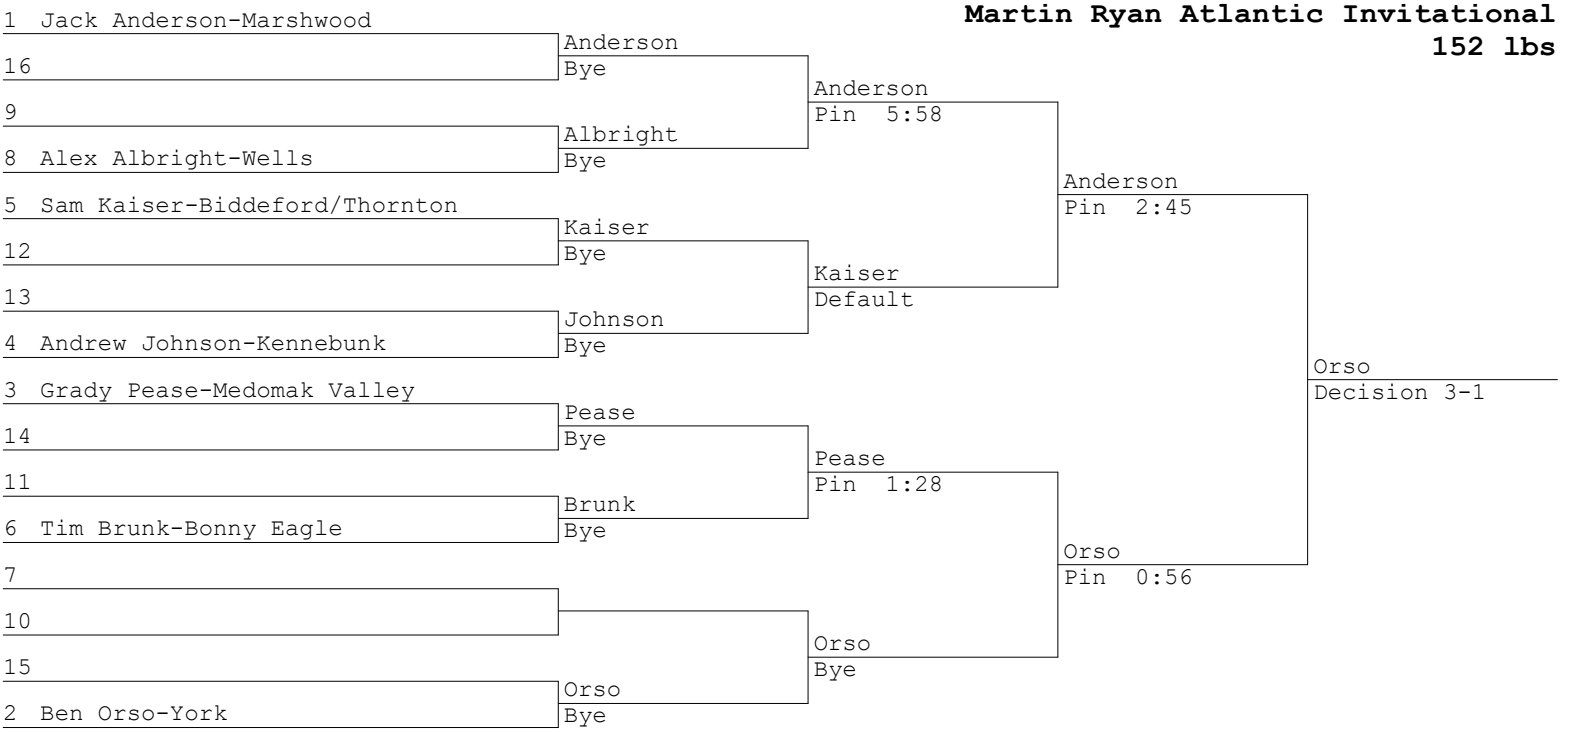 Martin Ryan Atlantic Invitational
152 lbs
1 Jack Anderson-Marshwood
16
9
8 Alex Albright-Wells
5 Sam Kaiser-Biddeford/Thornton
12
13
4 Andrew Johnson-Kennebunk
3 Grady Pease-Medomak Valley
14
11
6 Tim Brunk-Bonny Eagle
7
10
15
2 Ben Orso-York
Anderson
Bye
Albright
Bye
Kaiser
Bye
Johnson
Bye
Pease
Bye
Brunk
Bye
Orso
Bye
Anderson
Pin 5:58
Kaiser
Default
Pease
Pin 1:28
Orso
Bye
Anderson
Pin 2:45
Orso
Pin 0:56
Orso
Decision 3-1